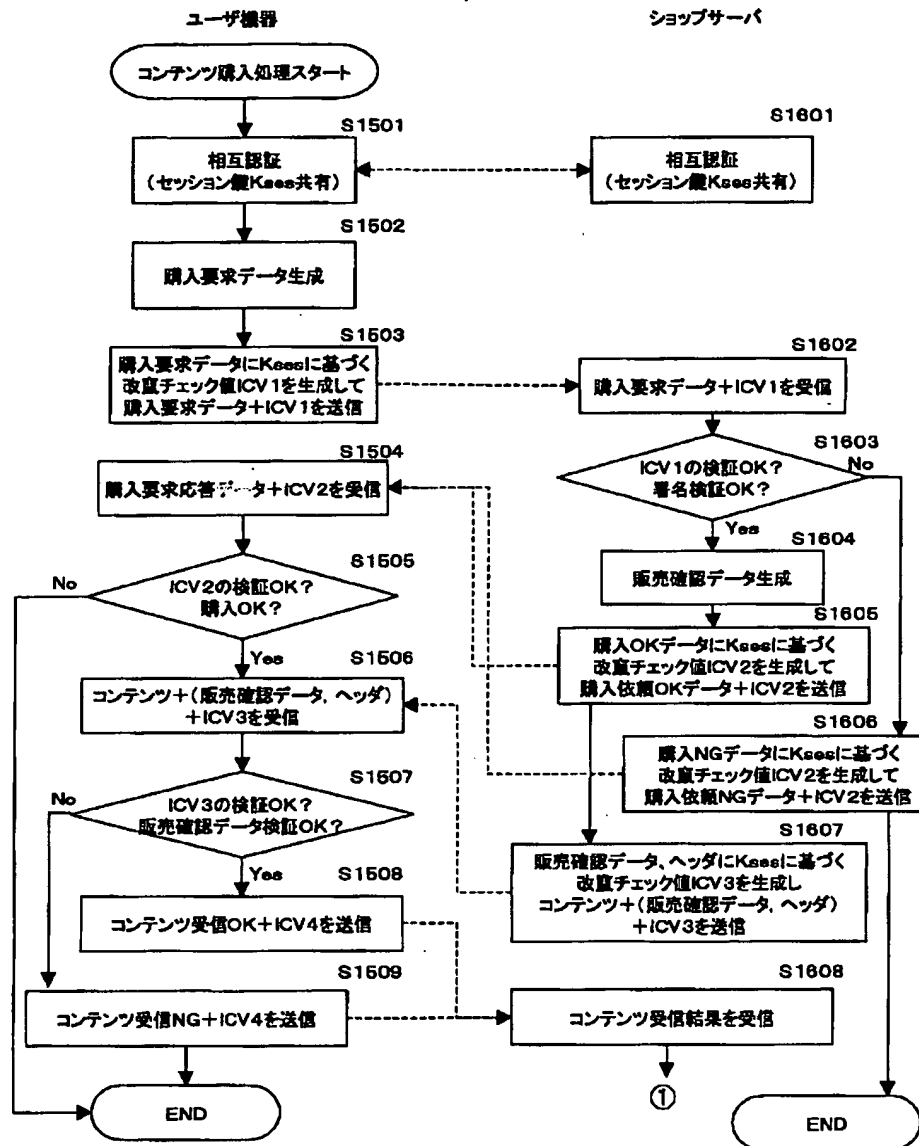 ユーザ機器
ショップサーバ
コンテンツ購入処理スタート
S1501
相互認証
(セッション鍵Kses共有)
S1601
相互認証
(セッション鍵Kses共有)
S1502
購入要求データ生成
S1503
購入要求データにKsesに基づく
改竄チェック値ICV1を生成して
購入要求データ+ICV1を送信
S1602
購入要求データ+ICV1を受信
S1603
ICV1の検証OK?
署名検証OK?
No
Yes
S1504
購入要求応答データ+ICV2を受信
S1604
販売確認データ生成
S1505
ICV2の検証OK?
購入OK?
No
Yes
S1605
購入OKデータにKsesに基づく
改竄チェック値ICV2を生成して
購入依頼OKデータ+ICV2を送信
S1506
コンテンツ+(販売確認データ, ヘッダ)
+ICV3を受信
S1606
購入NGデータにKsesに基づく
改竄チェック値ICV2を生成して
購入依頼NGデータ+ICV2を送信
S1507
ICV3の検証OK?
販売確認データ検証OK?
No
Yes
S1607
販売確認データ、ヘッダにKsesに基づく
改竄チェック値ICV3を生成し
コンテンツ+(販売確認データ, ヘッダ)
+ICV3を送信
S1508
コンテンツ受信OK+ICV4を送信
S1509
コンテンツ受信NG+ICV4を送信
S1608
コンテンツ受信結果を受信
①
END
END